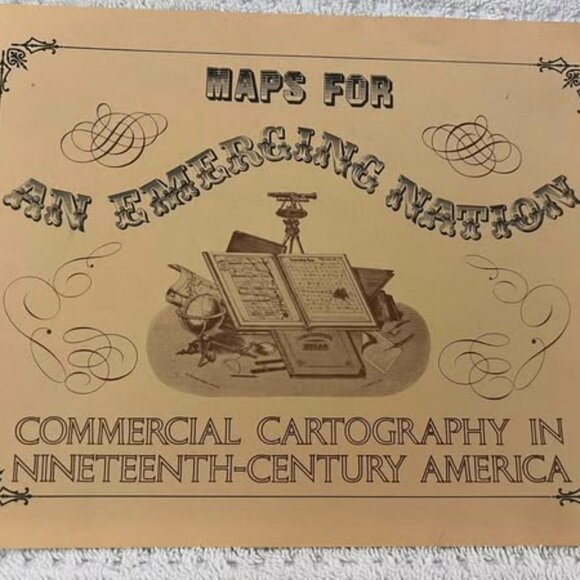 MAPS FOR
AN EMERGING NATION
COMMERCIAL CARTOGRAPHY IN
NINETEENTH-CENTURY AMERICA